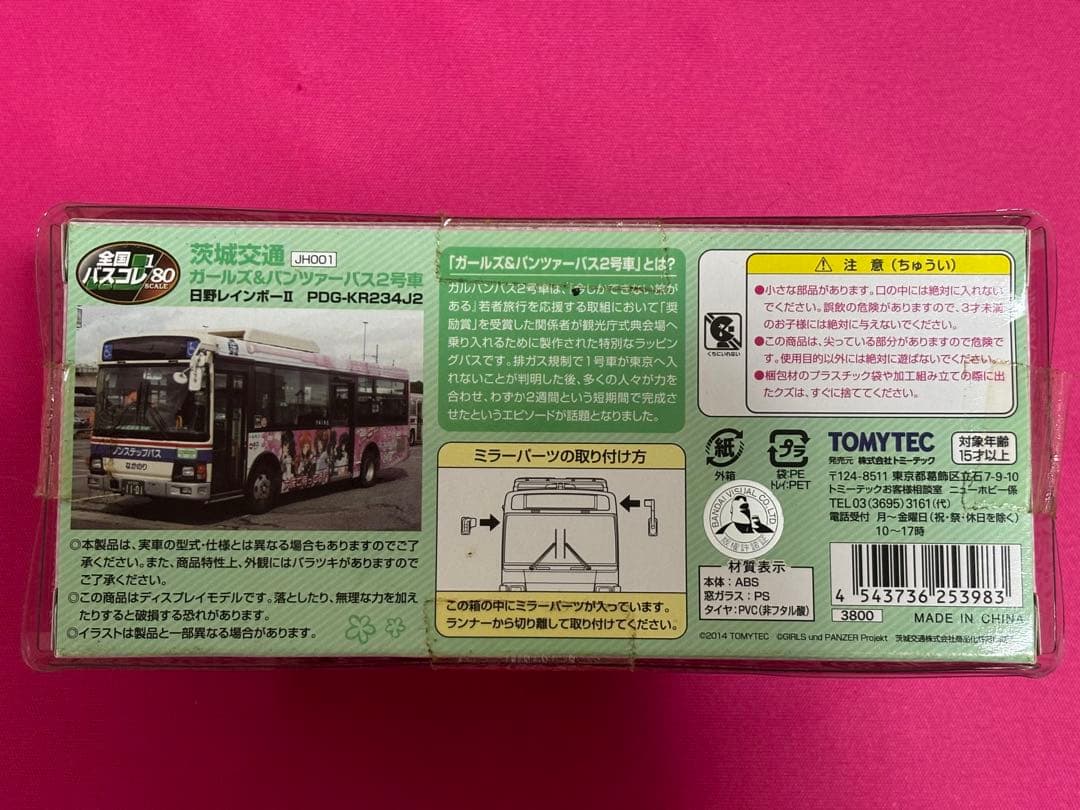 全国
バスコレ
1/80
SCALE
茨城交通 JH001
ガールズ&パンツァーバス2号車
日野レインボーII PDG-KR234J2
ノンステップバス
なかのり
11-01
◎本製品は、実車の型式・仕様とは異なる場合もありますのでご了
承ください。また、商品特性上、外観にはバラツキがありますので
ご了承ください。
◎この商品はディスプレイモデルです。落としたり、無理な力を加え
たりすると破損する恐れがあります。
◎イラストは製品と一部異なる場合があります。
「ガールズ&パンツァーバス2号車」とは?
ガルパンバス2号車は、「今しかできない旅が
ある」若者旅行を応援する取組において「奨
励賞」を受賞した関係者が観光庁式典会場へ
乗り入れるために製作された特別なラッピン
グバスです。排ガス規制で1号車が東京へ入
れないことが判明した後、多くの人々が力を
合わせ、わずか2週間という短期間で完成さ
せたというエピソードが話題となりました。
ミラーパーツの取り付け方
この箱の中にミラーパーツが入っています。
ランナーから切り離して取り付けてください。
注意(ちゅうい)
くちにいれない
●小さな部品があります。口の中には絶対に入れない
でください。誤飲の危険がありますので、3才未満
のお子様には絶対に与えないでください。
●この商品は、尖っている部分がありますので危険で
す。使用目的以外には絶対に遊ばないでください。
●梱包材のプラスチック袋や加工組み立ての際に出
たクズは、すぐに捨ててください。
紙
外箱
プラ
袋:PE
トレイ:PET
BANDAI VISUAL CO.,LTD
版権許諾証
材質表示
本体:ABS
窓ガラス:PS
タイヤ:PVC(非フタル酸)
TOMYTEC
発売元 株式会社トミーテック
対象年齢
15才以上
〒124-8511 東京都葛飾区立石7-9-10
トミーテックお客様相談室 ニューホビー係
TEL03(3695)3161(代)
電話受付 月~金曜日(祝・祭・休日を除く)
10~17時
4 543736 253983
3800 MADE IN CHINA
©2014 TOMYTEC ©GIRLS und PANZER Projekt 茨城交通株式会社商品化許諾済